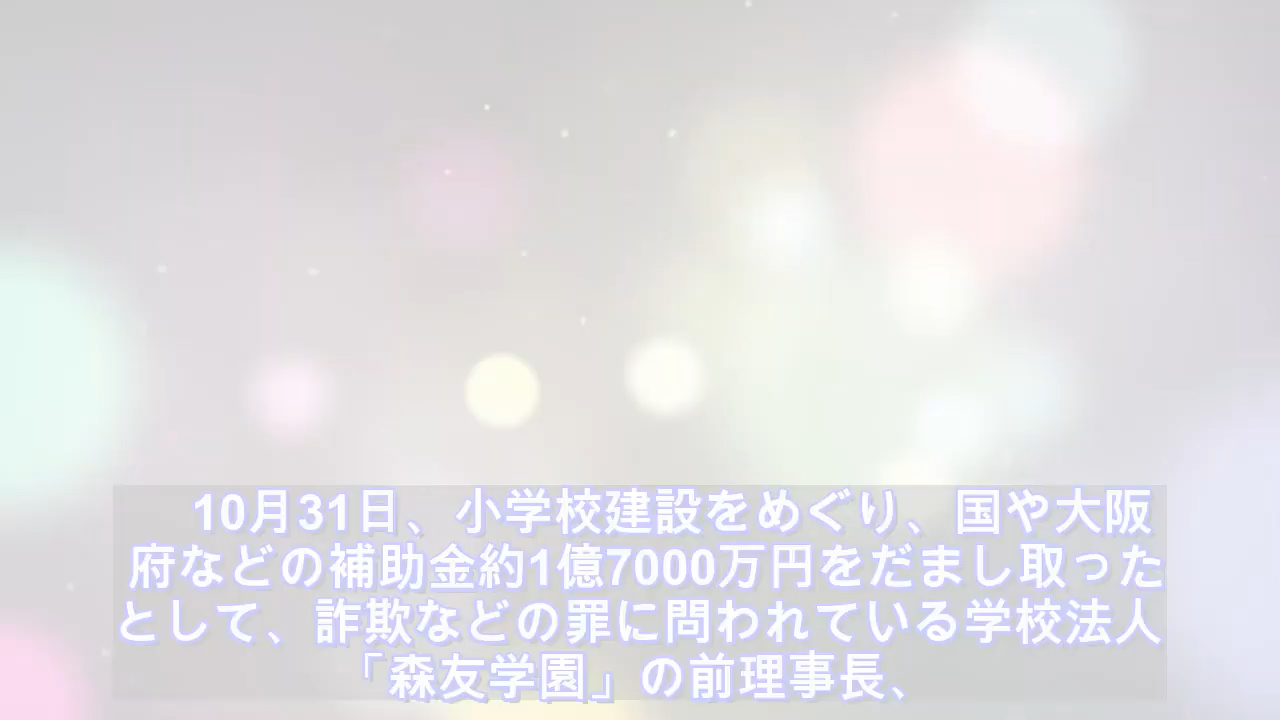 10月31日、小学校建設をめぐり、国や大阪
府などの補助金約1億7000万円をだまし取った
として、詐欺などの罪に問われている学校法人
「森友学園」の前理事長、